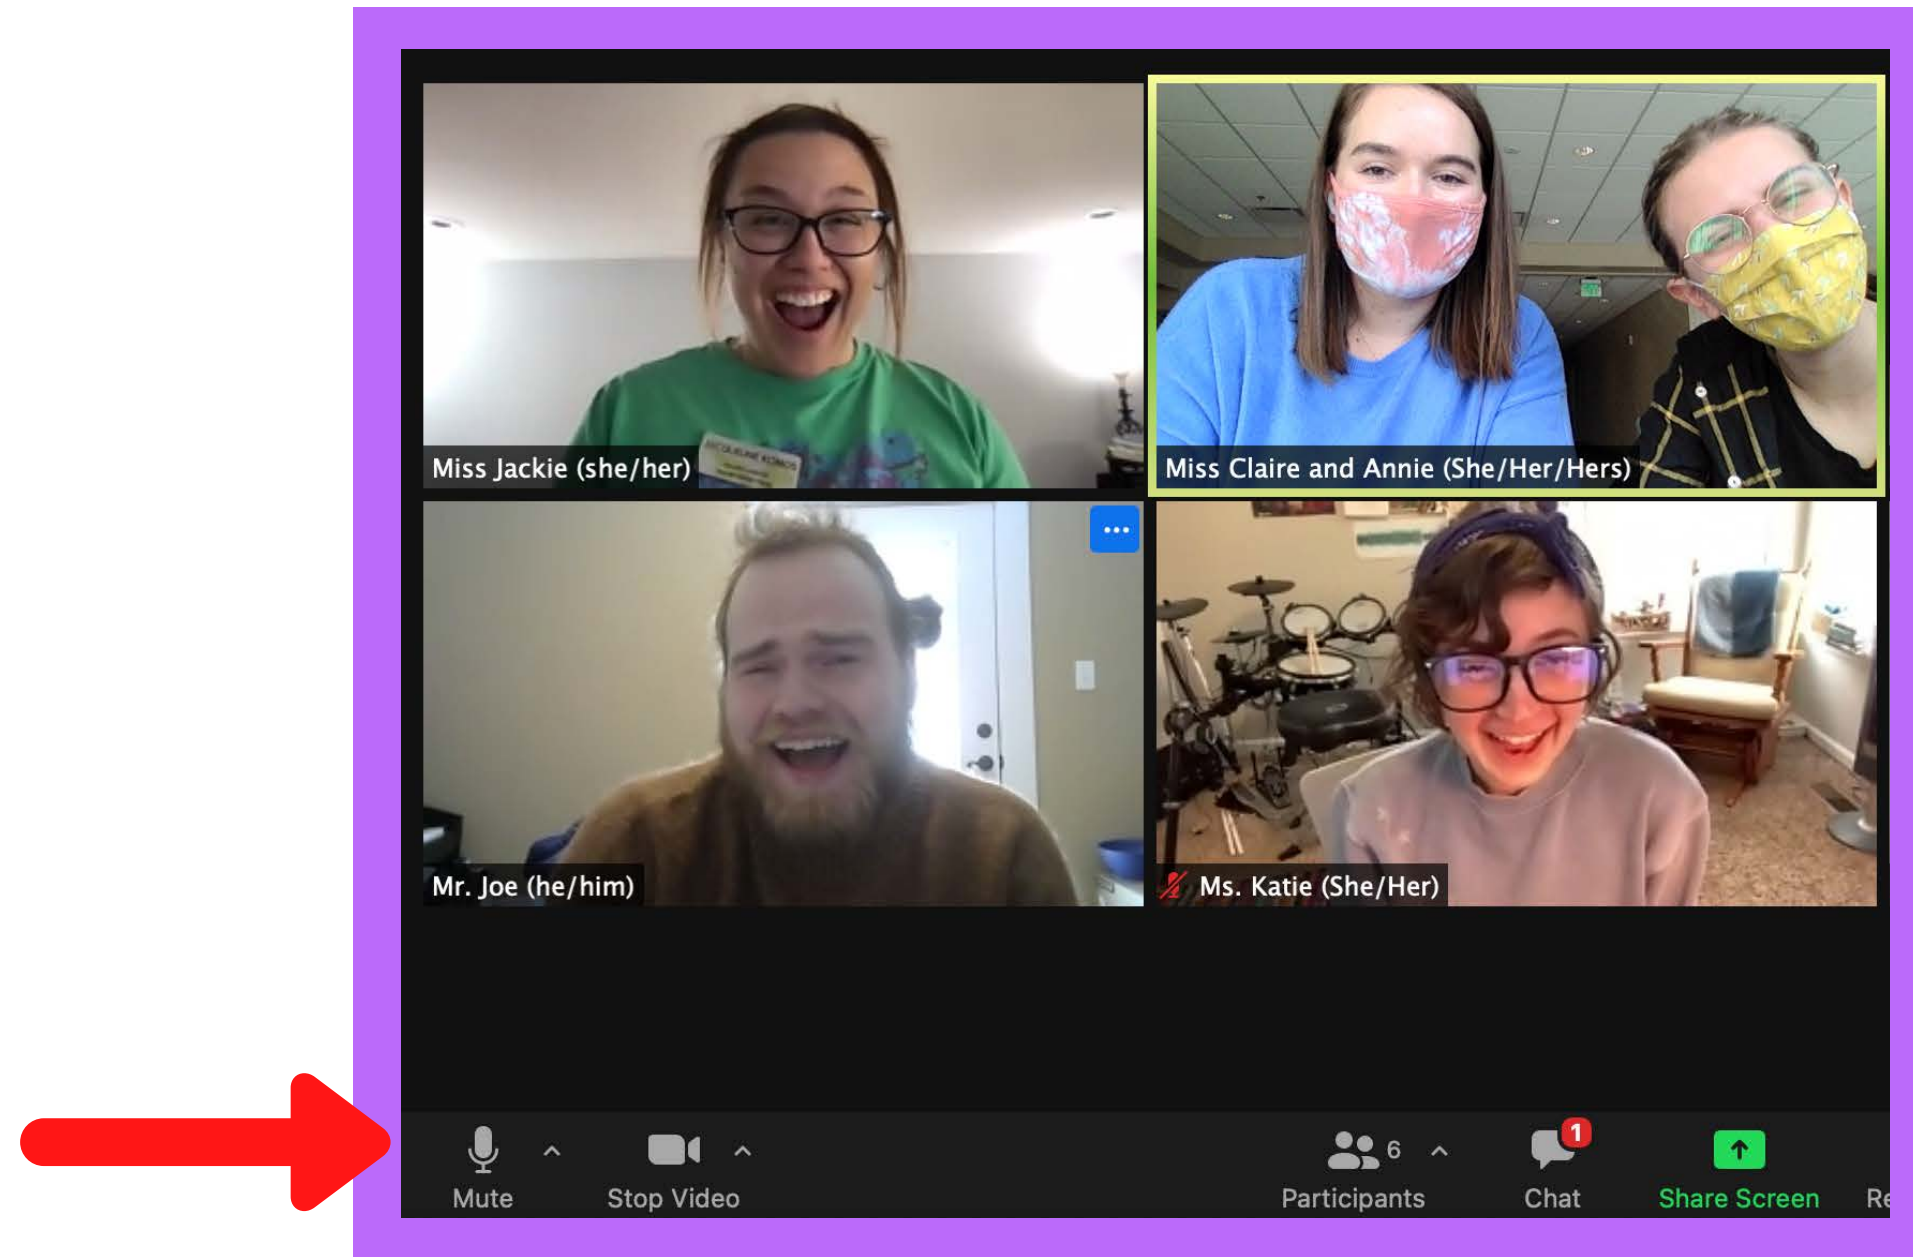 Miss Jackie (she/her)
Miss Claire and Annie (She/Her/Hers)
Mr. Joe (he/him)
Ms. Katie (She/Her)
Mute
Stop Video
6
Participants
1
Chat
Share Screen
Re